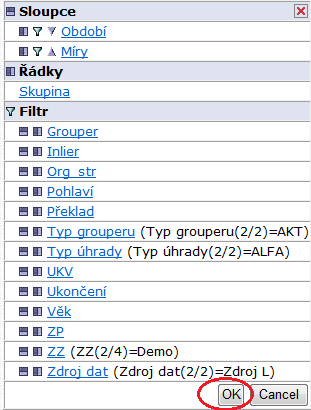 Sloupce
Období
Míry
Řádky
Skupina
Filtr
Grouper
Inlier
Org_str
Pohlaví
Překlad
Typ grouperu (Typ grouperu(2/2)=AKT)
Typ úhrady (Typ úhrady(2/2)=ALFA)
UKV
Ukončení
Věk
ZP
ZZ (ZZ(2/4)=Demo)
Zdroj dat (Zdroj dat(2/2)=Zdroj L)
OK Cancel